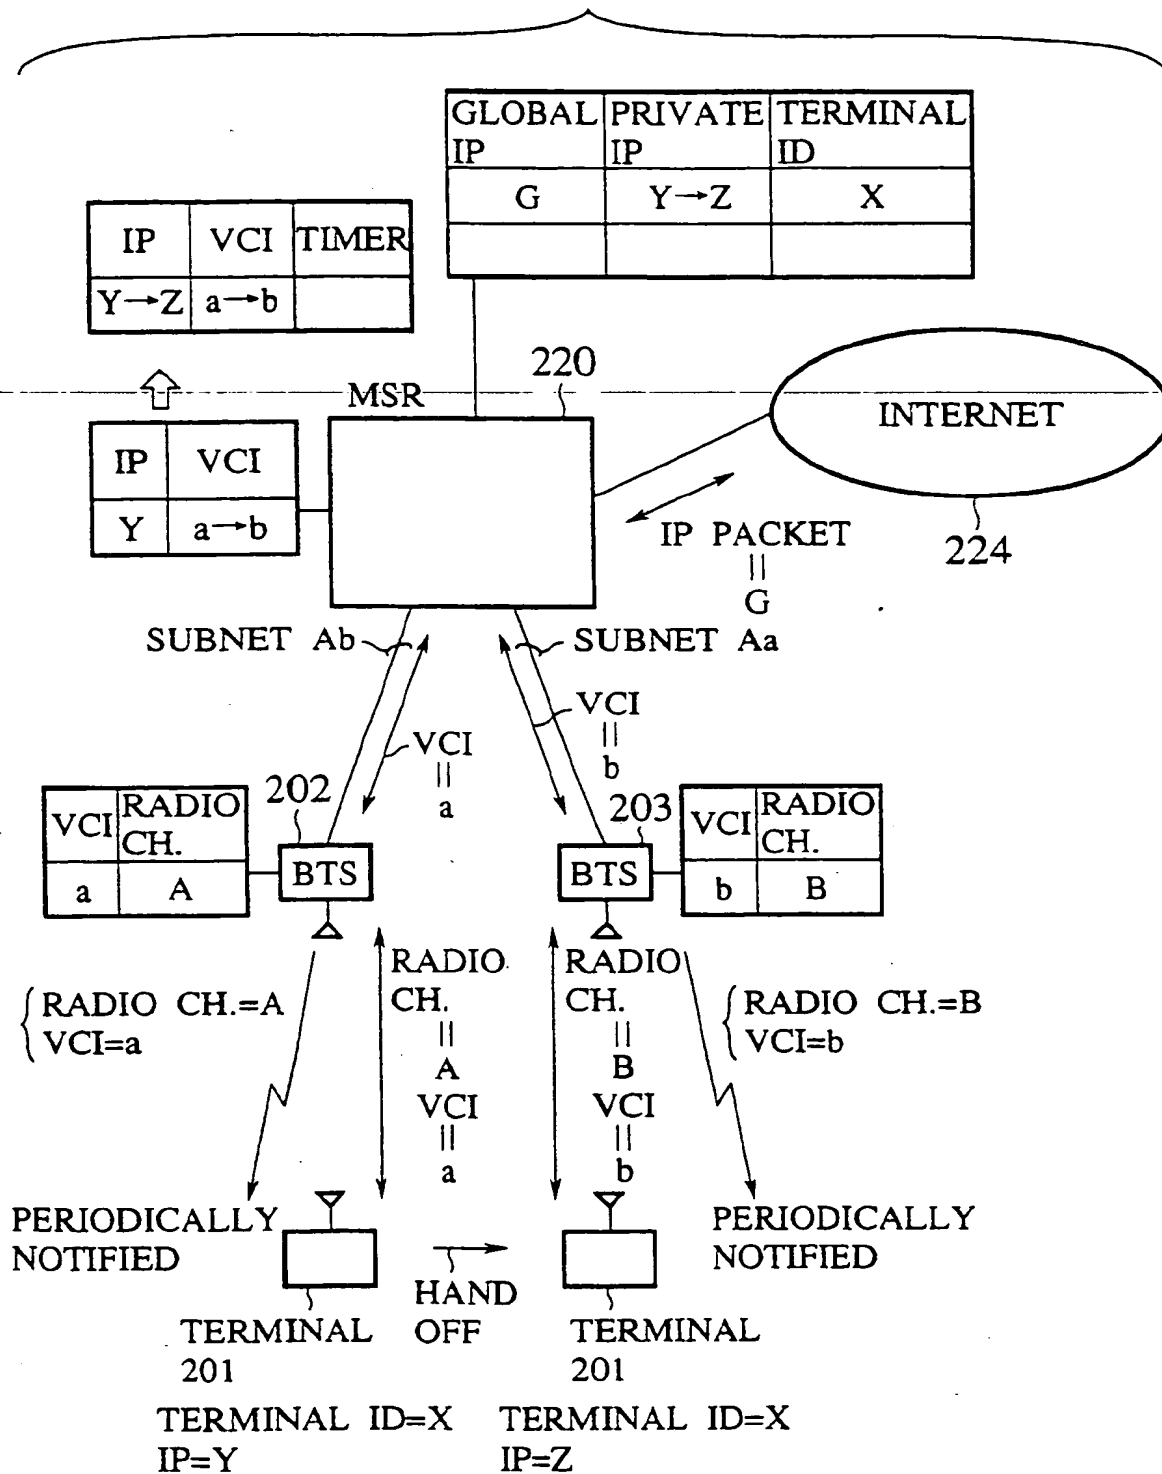 GLOBAL IP PRIVATE IP TERMINAL ID
G Y→Z X
IP VCI TIMER
Y→Z a→b
MSR 220
INTERNET
224
IP VCI
Y a→b
IP PACKET
||
G
SUBNET Ab
SUBNET Aa
VCI
||
a
VCI
||
b
202
203
VCI RADIO CH.
a A
BTS
BTS
VCI RADIO CH.
b B
RADIO CH.=A
VCI=a
RADIO
CH.
||
A
VCI
||
a
RADIO
CH.
||
B
VCI
||
b
RADIO CH.=B
VCI=b
PERIODICALLY
NOTIFIED
PERIODICALLY
NOTIFIED
HAND
OFF
TERMINAL
201
TERMINAL
201
TERMINAL ID=X
IP=Y
TERMINAL ID=X
IP=Z